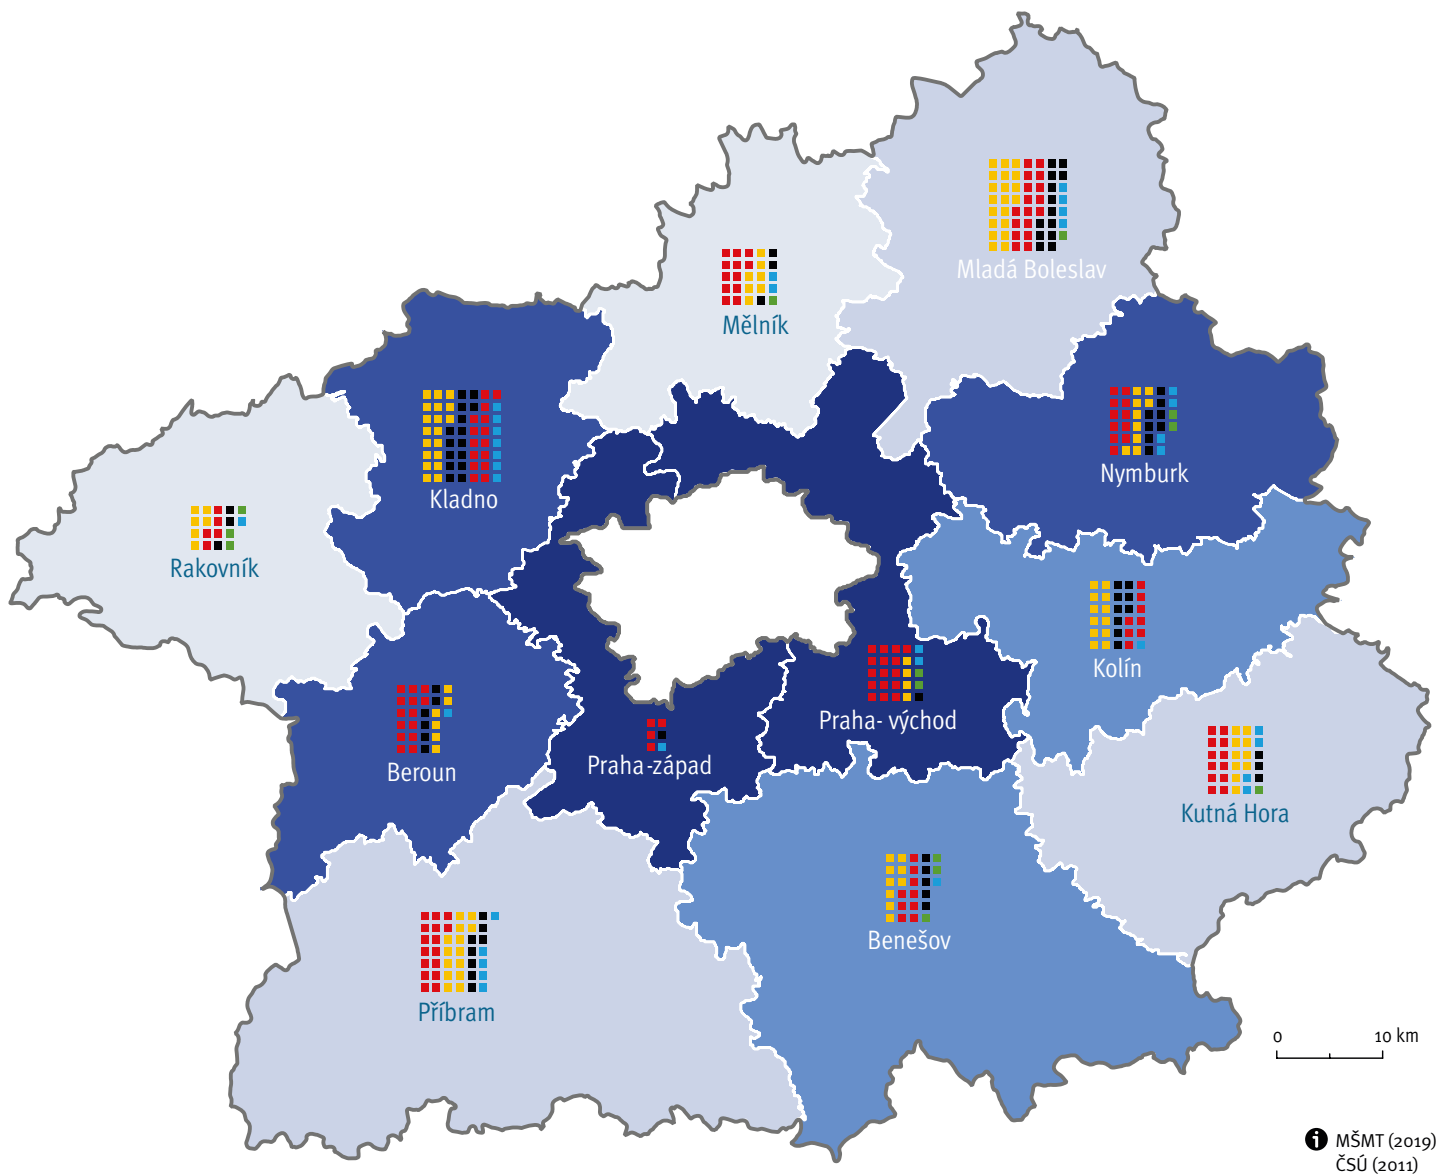 Mladá Boleslav
Mělník
Nymburk
Kladno
Rakovník
Kolín
Praha- východ
Praha-západ
Beroun
Kutná Hora
Benešov
Příbram
0 10 km
i MŠMT (2019)
ČSÚ (2011)